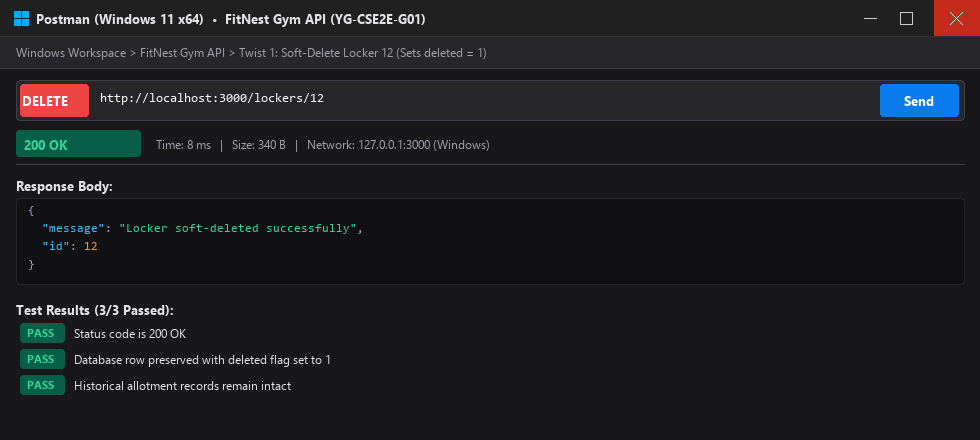 Postman (Windows 11 x64)  •  FitNest Gym API (YG-CSE2E-G01)
Windows Workspace > FitNest Gym API > Twist 1: Soft-Delete Locker 12 (Sets deleted = 1)
DELETE http://localhost:3000/lockers/12 Send
200 OK Time: 8 ms | Size: 340 B | Network: 127.0.0.1:3000 (Windows)
Response Body:
{
"message": "Locker soft-deleted successfully",
"id": 12
}
Test Results (3/3 Passed):
PASS Status code is 200 OK
PASS Database row preserved with deleted flag set to 1
PASS Historical allotment records remain intact